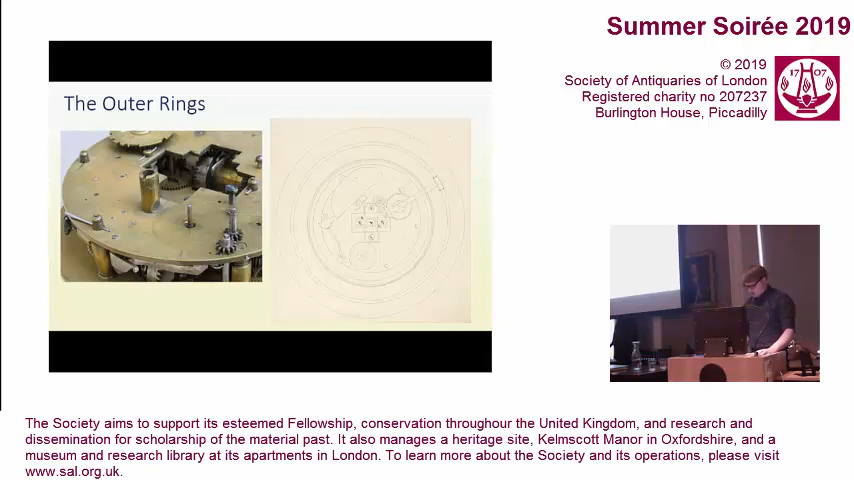 Summer Soirée 2019
© 2019
Society of Antiquaries of London
Registered charity no 207237
Burlington House, Piccadilly
17 07
The Outer Rings
The Society aims to support its esteemed Fellowship, conservation throughour the United Kingdom, and research and
dissemination for scholarship of the material past. It also manages a heritage site, Kelmscott Manor in Oxfordshire, and a
museum and research library at its apartments in London. To learn more about the Society and its operations, please visit
www.sal.org.uk.